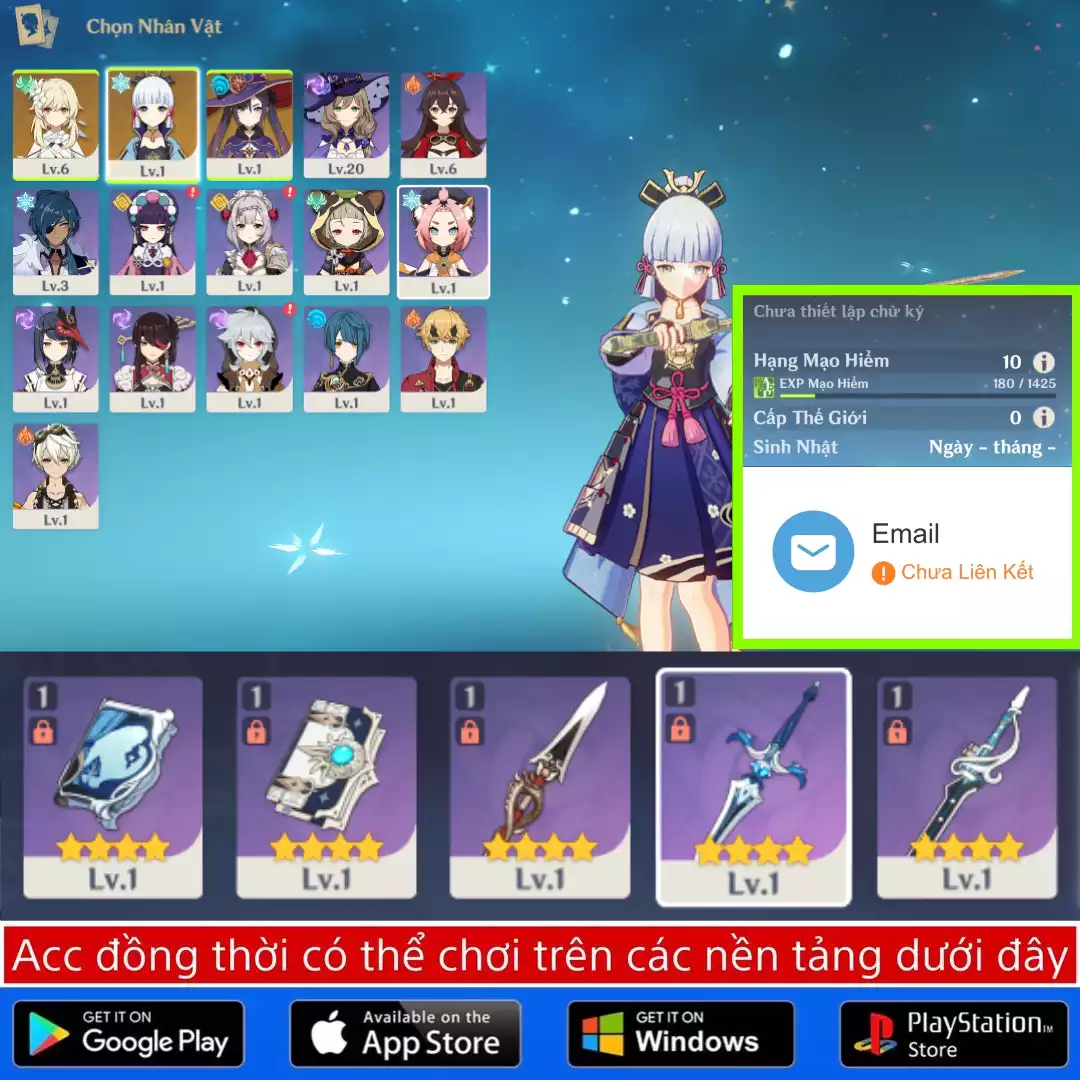 Chọn Nhân Vật
Lv.6
Lv.1
Lv.1
Lv.20
Lv.6
Lv.3
Lv.1
Lv.1
Lv.1
Lv.1
Lv.1
Lv.1
Lv.1
Lv.1
Lv.1
Lv.1
Chưa thiết lập chữ ký
Hạng Mạo Hiểm 10
EXP Mạo Hiểm 180 / 1425
Cấp Thế Giới 0
Sinh Nhật Ngày - tháng -
Email
Chưa Liên Kết
1
1
1
1
1
Lv.1
Lv.1
Lv.1
Lv.1
Lv.1
Acc đồng thời có thể chơi trên các nền tảng dưới đây
GET IT ON
Google Play
Available on the
App Store
GET IT ON
Windows
PlayStation™
Store